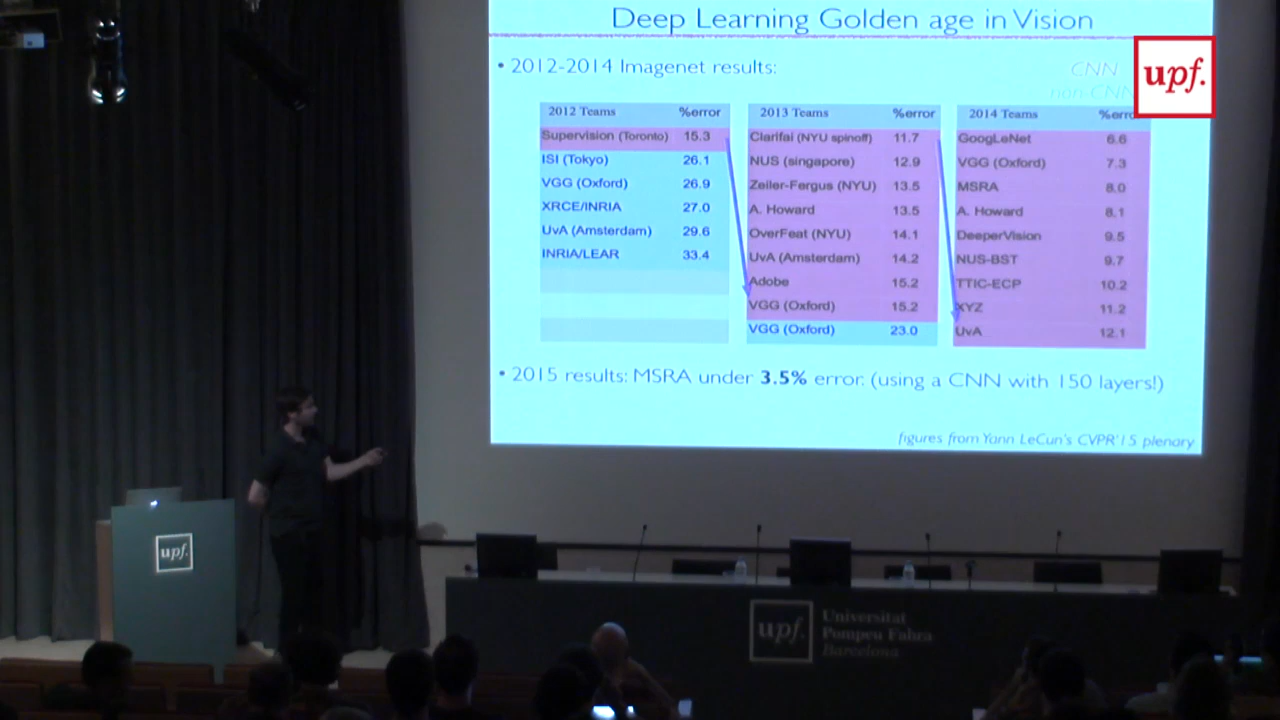 Deep Learning Golden age in Vision
• 2012-2014 Imagenet results:
CNN
non-CNN
upf.
2012 Teams %error
Supervision (Toronto) 15.3
ISI (Tokyo) 26.1
VGG (Oxford) 26.9
XRCE/INRIA 27.0
UvA (Amsterdam) 29.6
INRIA/LEAR 33.4
2013 Teams %error
Clarifai (NYU spinoff) 11.7
NUS (singapore) 12.9
Zeiler-Fergus (NYU) 13.5
A. Howard 13.5
OverFeat (NYU) 14.1
UvA (Amsterdam) 14.2
Adobe 15.2
VGG (Oxford) 15.2
VGG (Oxford) 23.0
2014 Teams %error
GoogLeNet 6.6
VGG (Oxford) 7.3
MSRA 8.0
A. Howard 8.1
DeeperVision 9.5
NUS-BST 9.7
TTIC-ECP 10.2
XYZ 11.2
UvA 12.1
• 2015 results: MSRA under 3.5% error. (using a CNN with 150 layers!)
figures from Yann LeCun's CVPR'15 plenary
upf.
upf.
Universitat
Pompeu Fabra
Barcelona